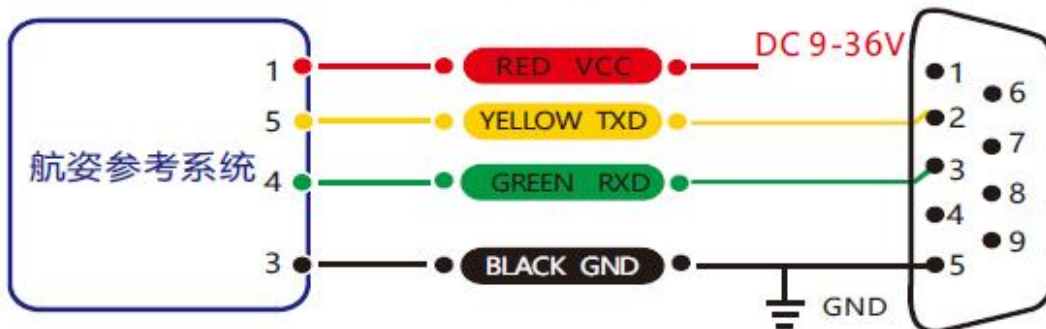 DC 9-36V
1 RED VCC 1
6
5 YELLOW TXD 2
7
航姿参考系统 4 GREEN RXD 3
8
4
9
3 BLACK GND 5
GND